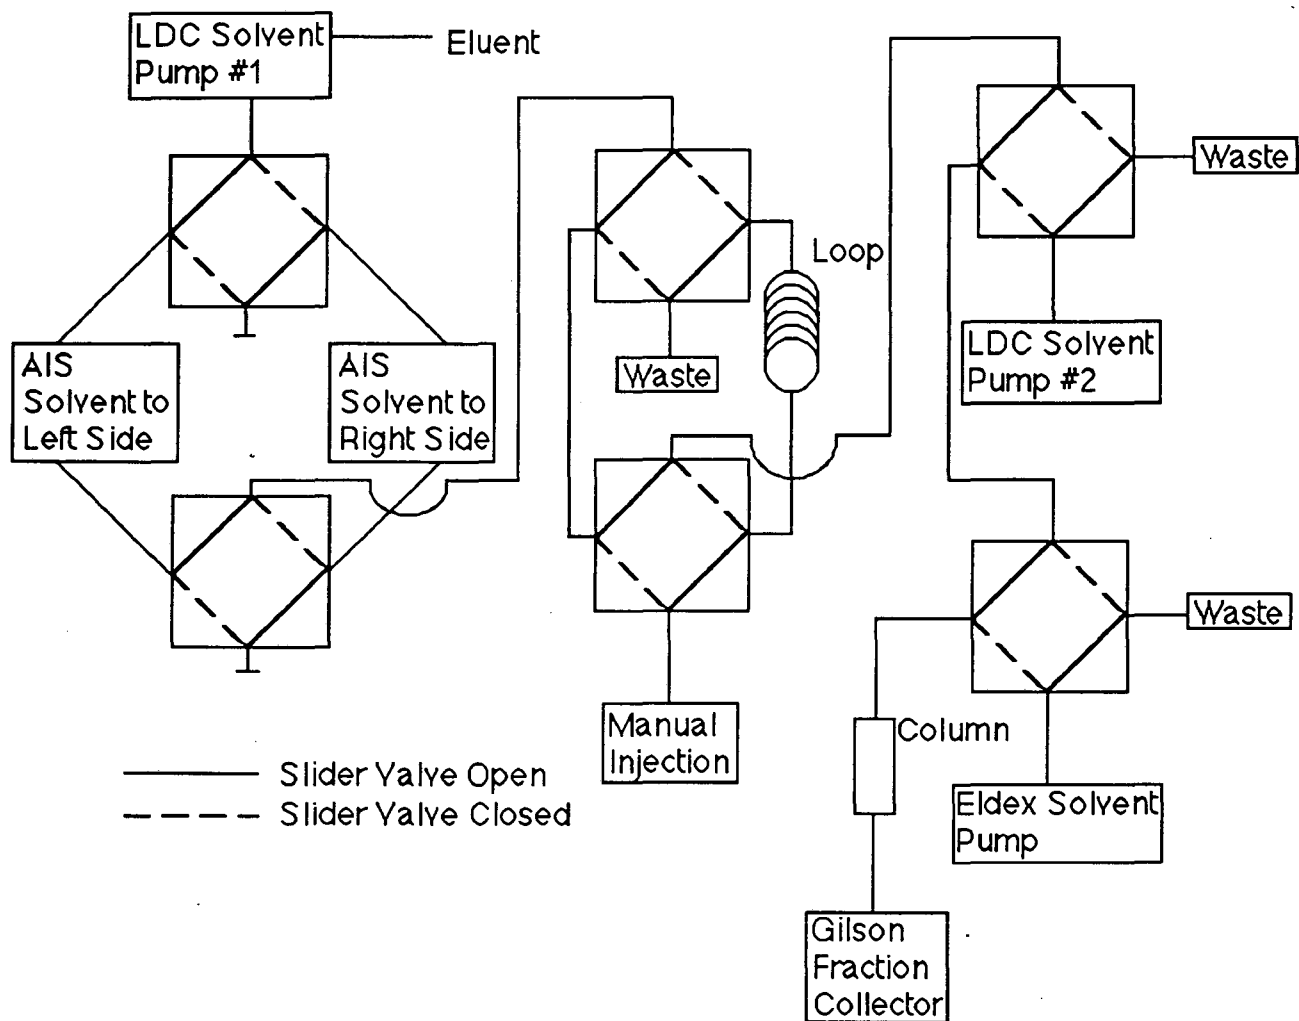 LDC Solvent
Pump #1
Eluent
Waste
Loop
AIS
Solvent to
Left Side
AIS
Solvent to
Right Side
Waste
LDC Solvent
Pump #2
Waste
Manual
Injection
Column
Slider Valve Open
Slider Valve Closed
Eldex Solvent
Pump
Gilson
Fraction
Collector